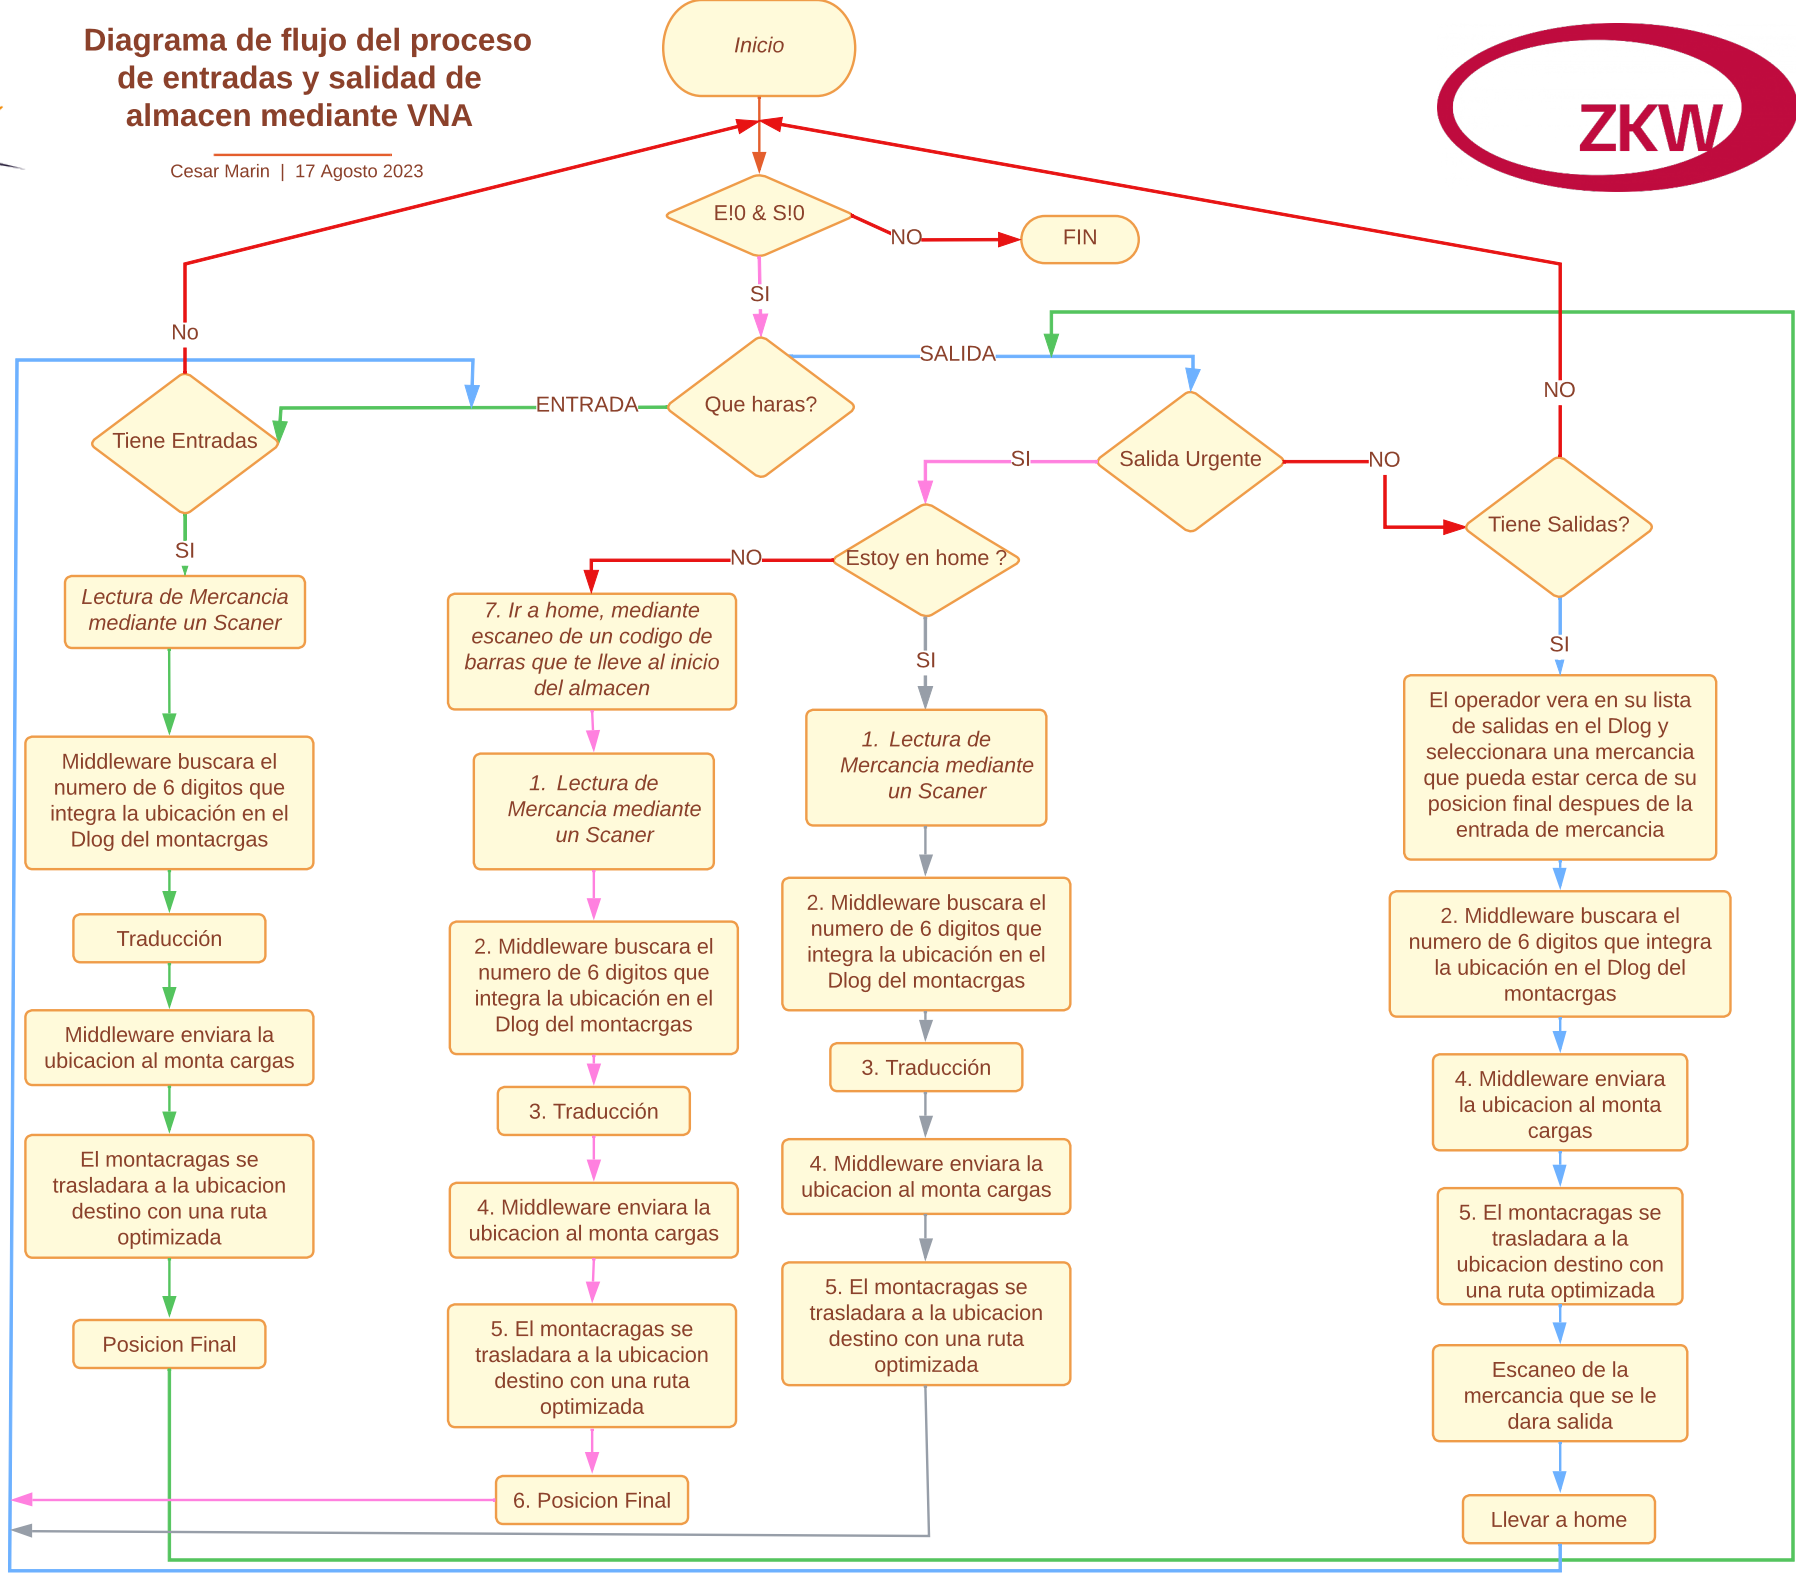 Diagrama de flujo del proceso
de entradas y salidad de
almacen mediante VNA
Cesar Marin | 17 Agosto 2023
Inicio
ZKW
E!0 & S!0
NO
FIN
SI
No
SALIDA
ENTRADA
Que haras?
NO
Tiene Entradas
Salida Urgente
SI
NO
Tiene Salidas?
SI
NO
Estoy en home ?
Lectura de Mercancia
mediante un Scaner
7. Ir a home, mediante
escaneo de un codigo de
barras que te lleve al inicio
del almacen
SI
SI
El operador vera en su lista
de salidas en el Dlog y
seleccionara una mercancia
que pueda estar cerca de su
posicion final despues de la
entrada de mercancia
Middleware buscara el
numero de 6 digitos que
integra la ubicación en el
Dlog del montacrgas
1. Lectura de
Mercancia mediante
un Scaner
1. Lectura de
Mercancia mediante
un Scaner
2. Middleware buscara el
numero de 6 digitos que
integra la ubicación en el
Dlog del montacrgas
2. Middleware buscara el
numero de 6 digitos que integra
la ubicación en el Dlog del
montacrgas
Traducción
2. Middleware buscara el
numero de 6 digitos que
integra la ubicación en el
Dlog del montacrgas
Middleware enviara la
ubicacion al monta cargas
3. Traducción
3. Traducción
4. Middleware enviara
la ubicacion al monta
cargas
El montacragas se
trasladara a la ubicacion
destino con una ruta
optimizada
4. Middleware enviara la
ubicacion al monta cargas
4. Middleware enviara la
ubicacion al monta cargas
5. El montacragas se
trasladara a la
ubicacion destino con
una ruta optimizada
Posicion Final
5. El montacragas se
trasladara a la ubicacion
destino con una ruta
optimizada
5. El montacragas se
trasladara a la ubicacion
destino con una ruta
optimizada
Escaneo de la
mercancia que se le
dara salida
6. Posicion Final
Llevar a home